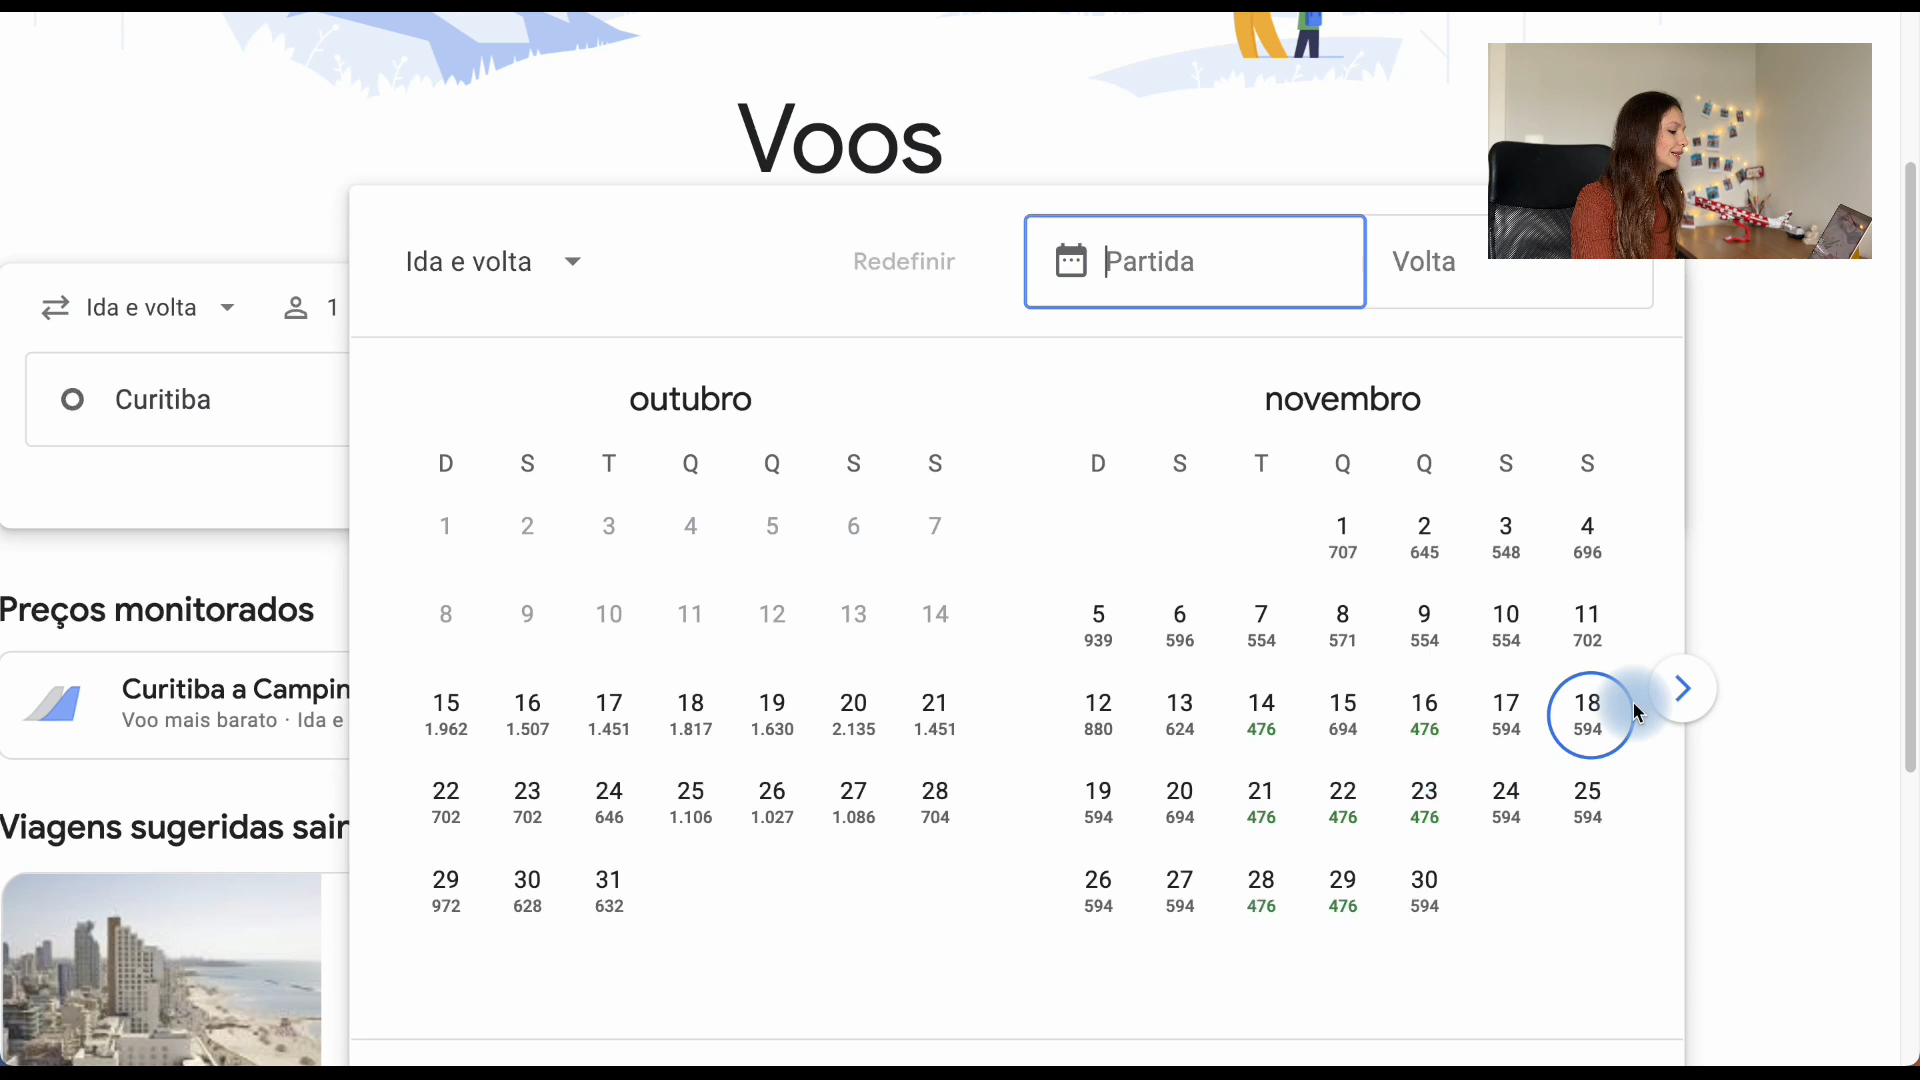 Voos
Ida e volta
Redefinir
Partida
Volta
Ida e volta
1
Curitiba
outubro
D S T Q Q S S
1 2 3 4 5 6 7
8 9 10 11 12 13 14
15 16 17 18 19 20 21
1.962 1.507 1.451 1.817 1.630 2.135 1.451
22 23 24 25 26 27 28
702 702 646 1.106 1.027 1.086 704
29 30 31
972 628 632
novembro
D S T Q Q S S
1 2 3 4
707 645 548 696
5 6 7 8 9 10 11
939 596 554 571 554 554 702
12 13 14 15 16 17 18
880 624 476 694 476 594 594
19 20 21 22 23 24 25
594 694 476 476 476 594 594
26 27 28 29 30
594 594 476 476 594
Preços monitorados
Curitiba a Campin
Voo mais barato · Ida e
Viagens sugeridas sair